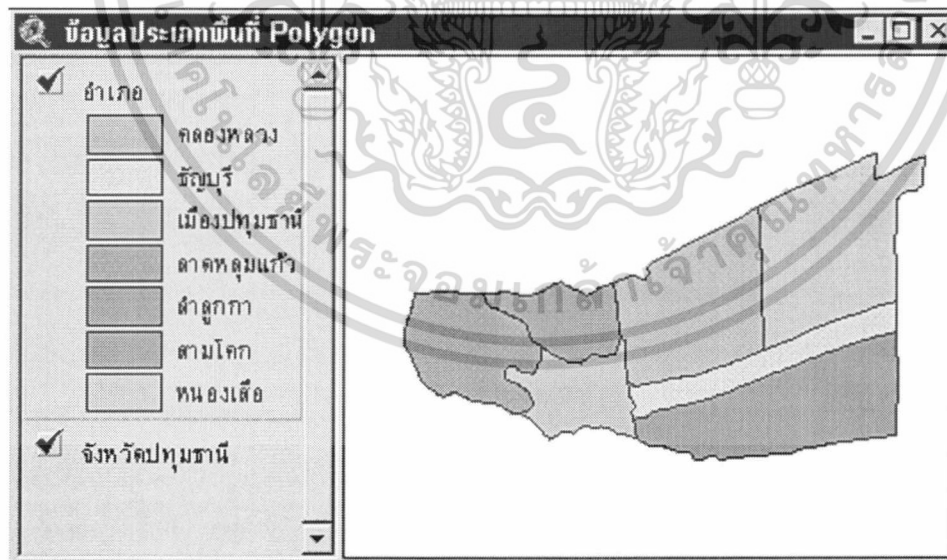 ข้อมูลประเภทพื้นที่ Polygon
อำเภอ
คลองหลวง
ธัญบุรี
เมืองปทุมธานี
ลาดหลุมแก้ว
ลำลูกกา
สามโคก
หนองเสือ
จังหวัดปทุมธานี